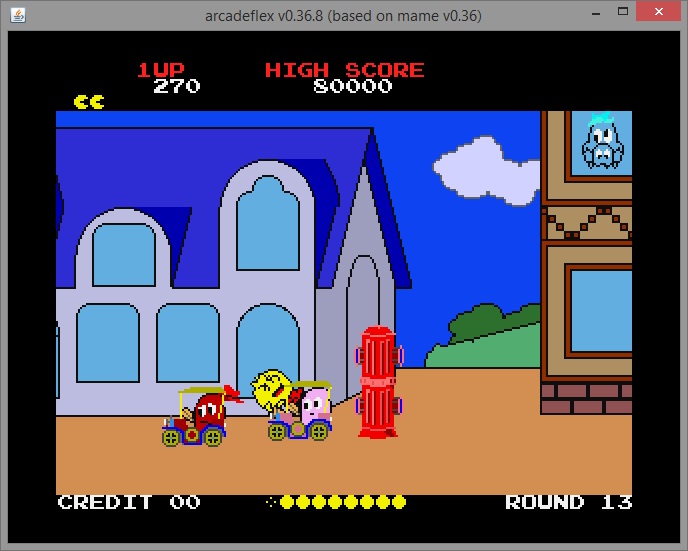 arcadeflex v0.36.8 (based on mame v0.36)
1UP HIGH SCORE
270 80000
CREDIT 00 ROUND 13